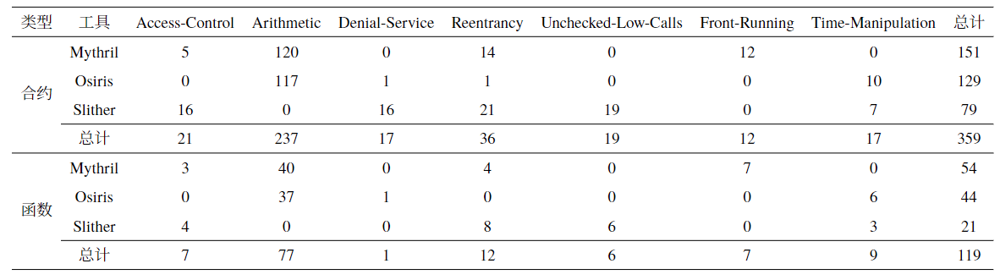 类型 工具 Access-Control Arithmetic Denial-Service Reentrancy Unchecked-Low-Calls Front-Running Time-Manipulation 总计
Mythril 5 120 0 14 0 12 0 151
合约
Osiris 0 117 1 1 0 0 10 129
Slither 16 0 16 21 19 0 7 79
总计 21 237 17 36 19 12 17 359
Mythril 3 40 0 4 0 7 0 54
函数
Osiris 0 37 1 0 0 0 6 44
Slither 4 0 0 8 6 0 3 21
总计 7 77 1 12 6 7 9 119